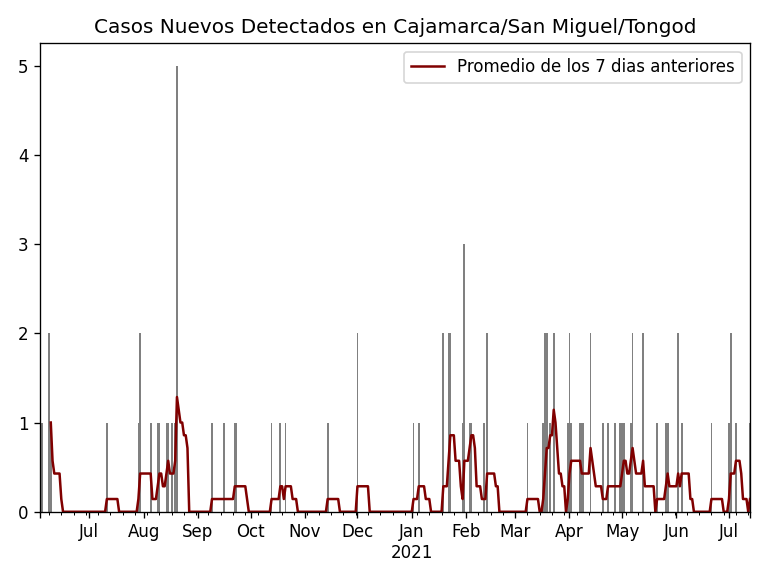 Casos Nuevos Detectados en Cajamarca/San Miguel/Tongod
Promedio de los 7 dias anteriores
5
4
3
2
1
0
Jul Aug Sep Oct Nov Dec Jan Feb Mar Apr May Jun Jul
2021